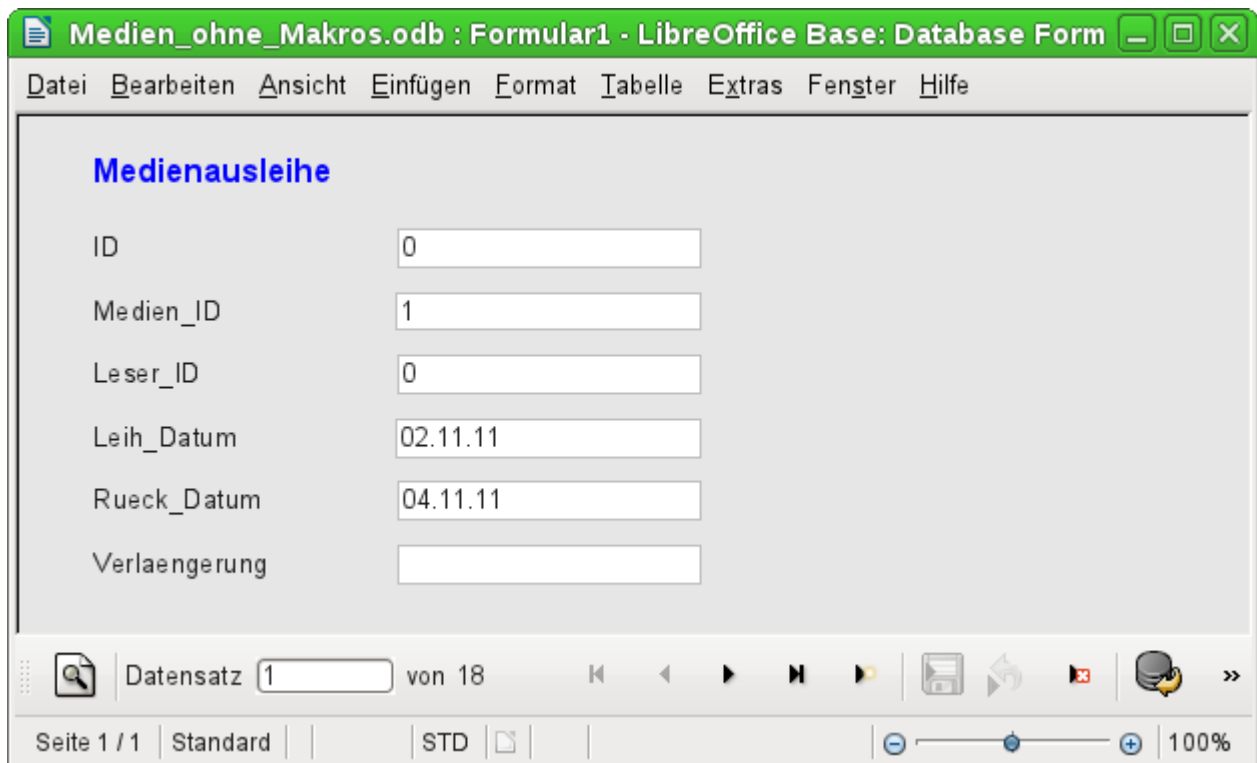 Medien_ohne_Makros.odb : Formular1 - LibreOffice Base: Database Form
Datei Bearbeiten Ansicht Einfügen Format Tabelle Extras Fenster Hilfe
Medienausleihe
ID 0
Medien_ID 1
Leser_ID 0
Leih_Datum 02.11.11
Rueck_Datum 04.11.11
Verlaengerung
Datensatz 1 von 18
Seite 1 / 1 Standard STD 100%